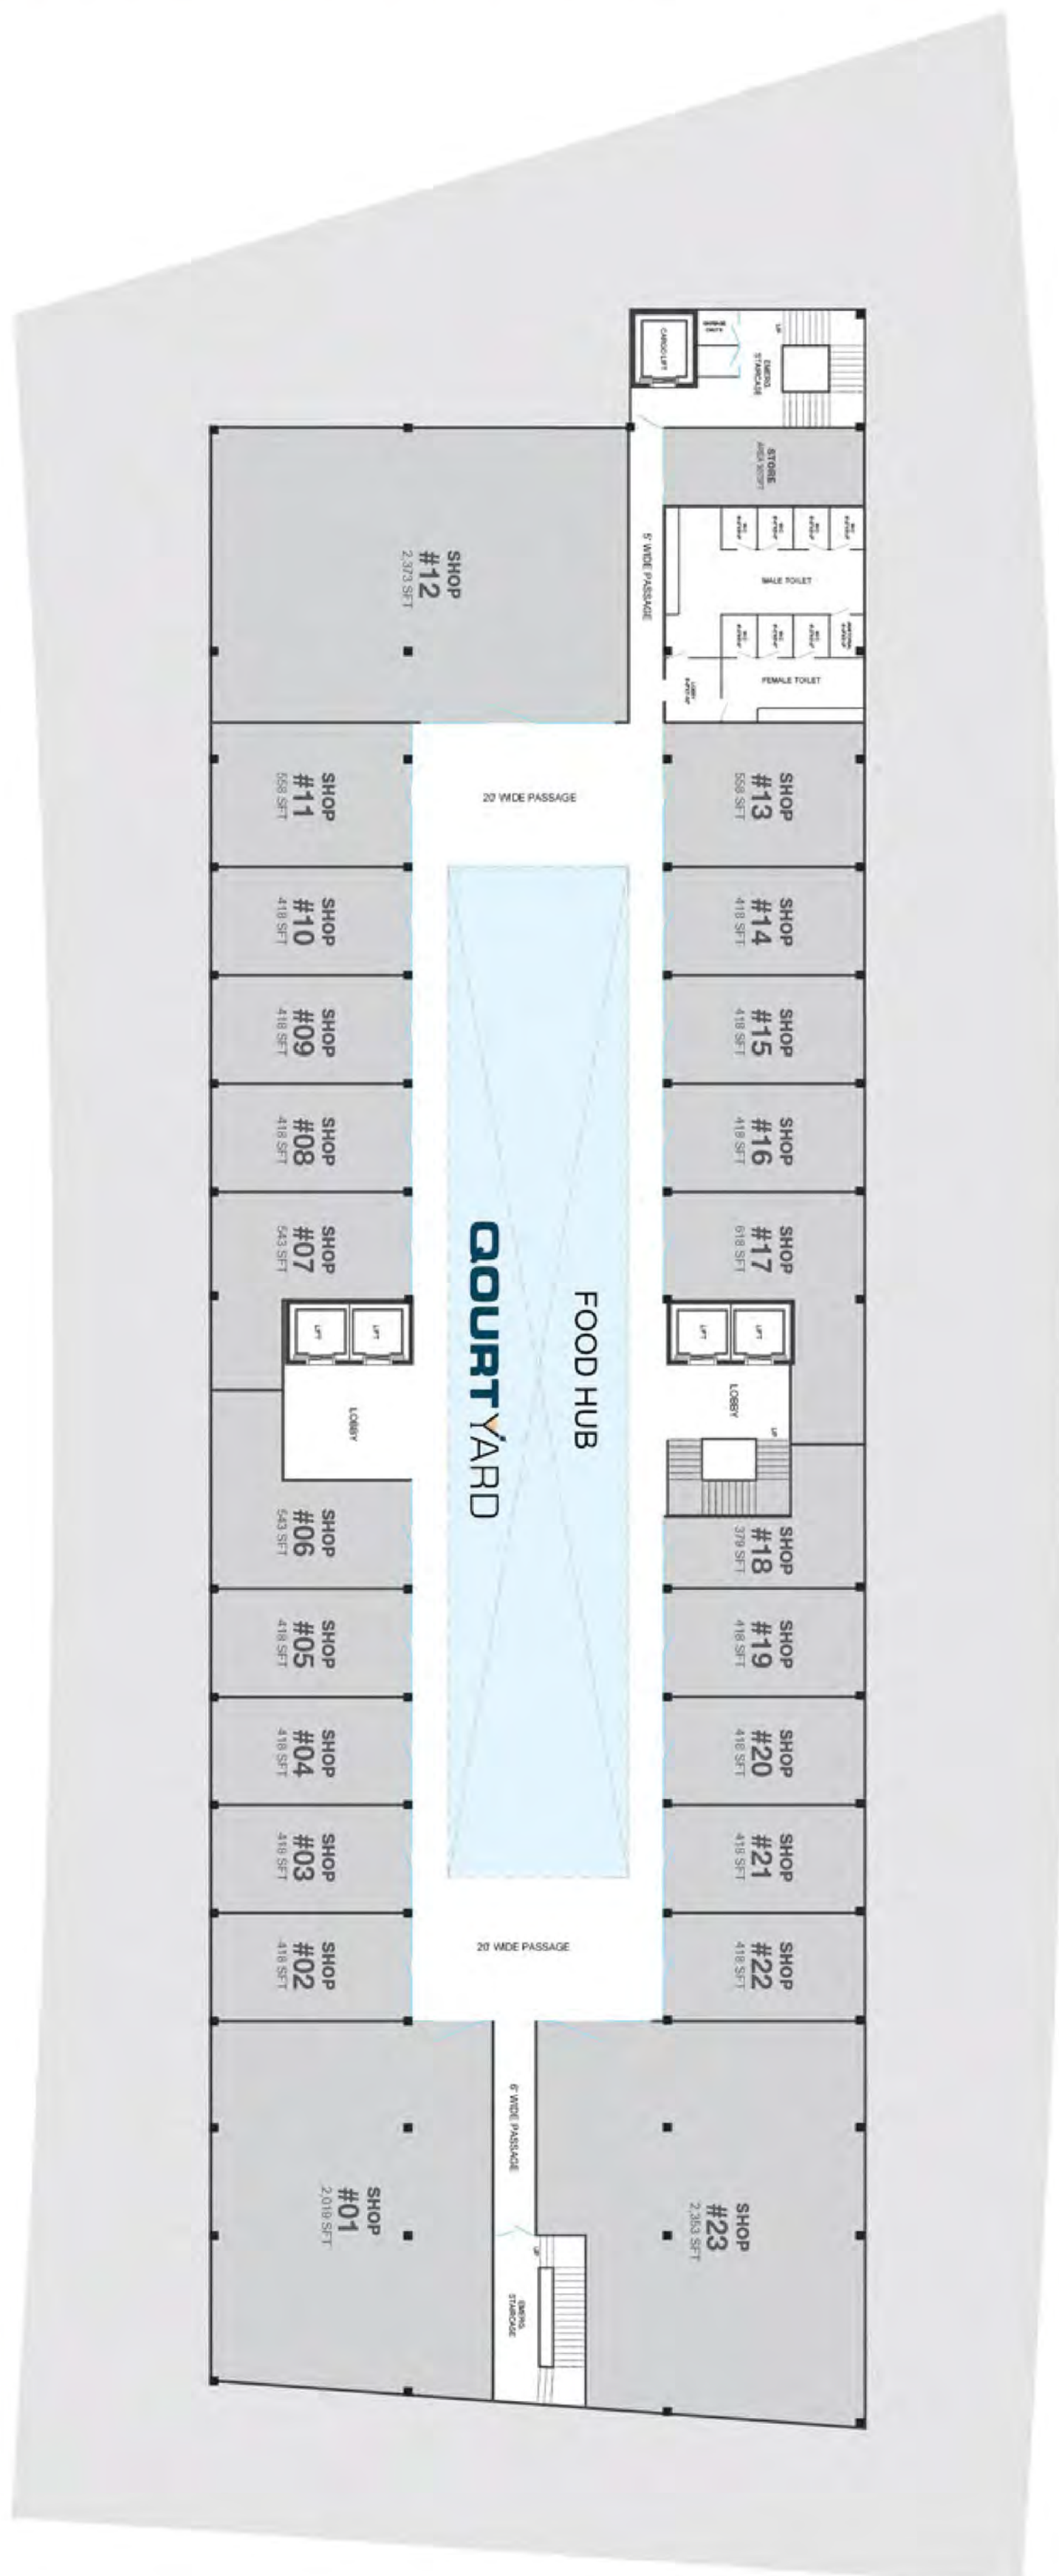 CARGO LIFT
UP
EMERG.
STAIRCASE
STORE
MALE TOILET
FEMALE TOILET
LOBBY
5' WIDE PASSAGE
SHOP
#12
2,373 SFT
SHOP
#11
558 SFT
20' WIDE PASSAGE
SHOP
#13
558 SFT
SHOP
#10
418 SFT
SHOP
#14
418 SFT
SHOP
#09
418 SFT
SHOP
#15
418 SFT
SHOP
#08
418 SFT
SHOP
#16
418 SFT
SHOP
#07
543 SFT
SHOP
#17
618 SFT
FOOD HUB
QOURTYARD
LIFT
LIFT
LOBBY
LIFT
LIFT
LOBBY
UP
SHOP
#06
543 SFT
SHOP
#18
379 SFT
SHOP
#05
418 SFT
SHOP
#19
418 SFT
SHOP
#04
418 SFT
SHOP
#20
418 SFT
SHOP
#03
418 SFT
SHOP
#21
418 SFT
SHOP
#02
418 SFT
20' WIDE PASSAGE
SHOP
#22
418 SFT
6' WIDE PASSAGE
SHOP
#01
2,019 SFT
SHOP
#23
2,353 SFT
UP
EMERG.
STAIRCASE